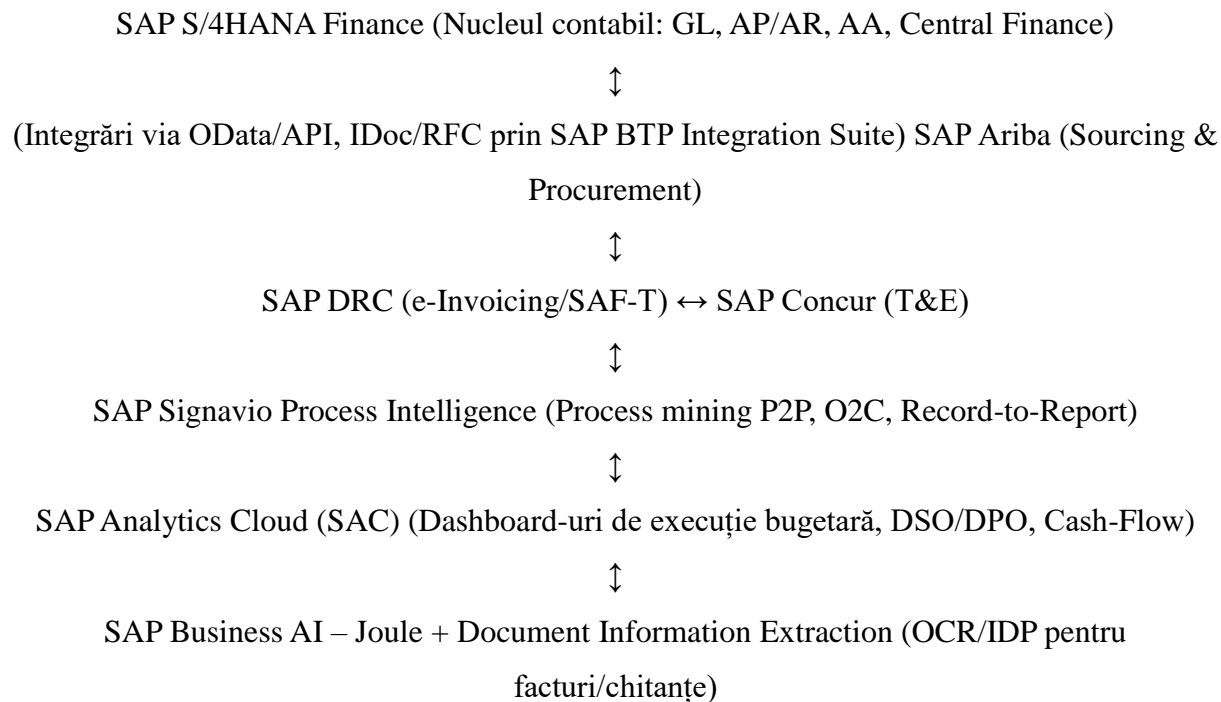 SAP S/4HANA Finance (Nucleul contabil: GL, AP/AR, AA, Central Finance)
↕
(Integrări via OData/API, IDoc/RFC prin SAP BTP Integration Suite) SAP Ariba (Sourcing &
Procurement)
↕
SAP DRC (e-Invoicing/SAF-T) ↔ SAP Concur (T&E)
↕
SAP Signavio Process Intelligence (Process mining P2P, O2C, Record-to-Report)
↕
SAP Analytics Cloud (SAC) (Dashboard-uri de execuție bugetară, DSO/DPO, Cash-Flow)
↕
SAP Business AI – Joule + Document Information Extraction (OCR/IDP pentru
facturi/chitanțe)